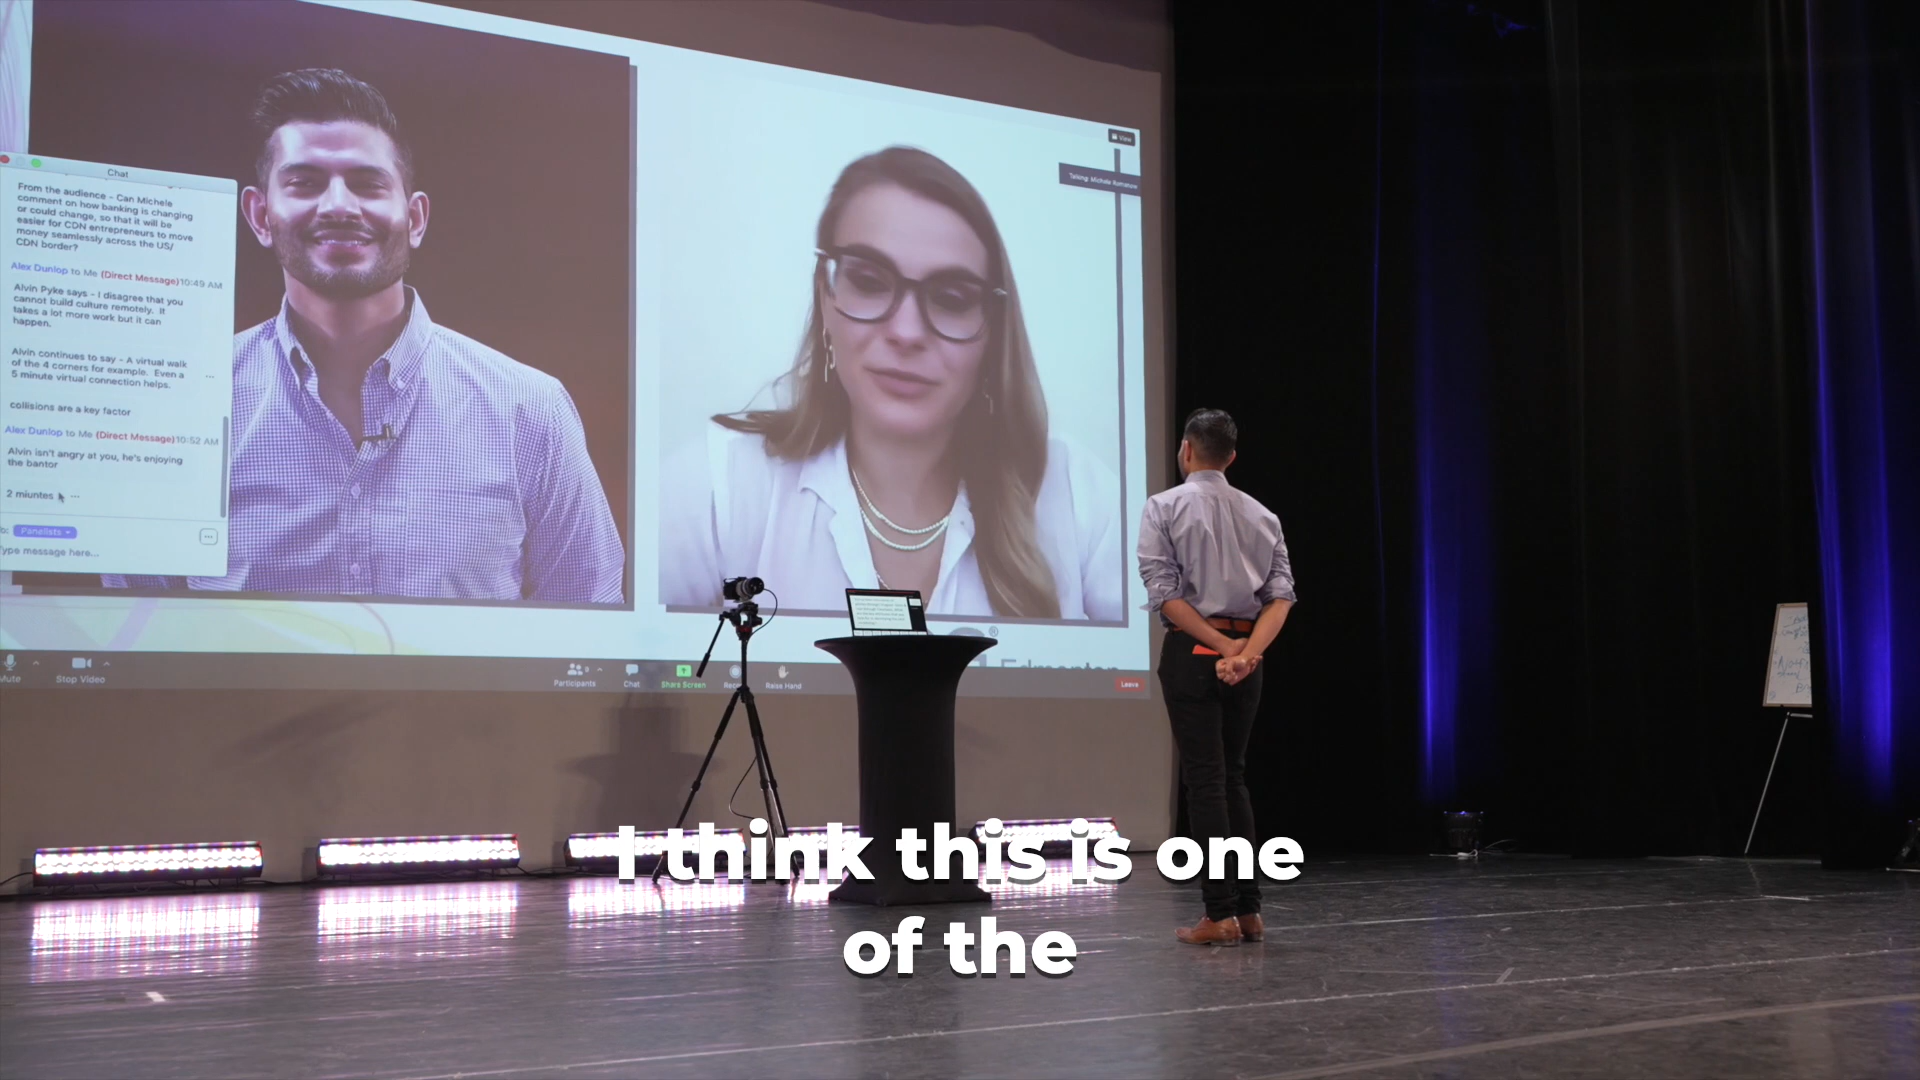 Chat
From the audience - Can Michele
comment on how banking is changing
or could change, so that it will be
easier for CDN entrepreneurs to move
money seamlessly across the US/
CDN border?
Alex Dunlop to Me (Direct Message) 10:49 AM
Alvin Pyke says - I disagree that you
cannot build culture remotely. It
takes a lot more work but it can
happen.
Alvin continues to say - A virtual walk
of the 4 corners for example. Even a
5 minute virtual connection helps.
collisions are a key factor
Alex Dunlop to Me (Direct Message) 10:52 AM
Alvin isn't angry at you, he's enjoying
the bantor
2 miuntes
Panelists
Type message here...
View
Talking: Michele Romanow
Mute
Stop Video
Participants
Chat
Share Screen
Raise Hand
Leave
Edmonton
I think this is one
of the